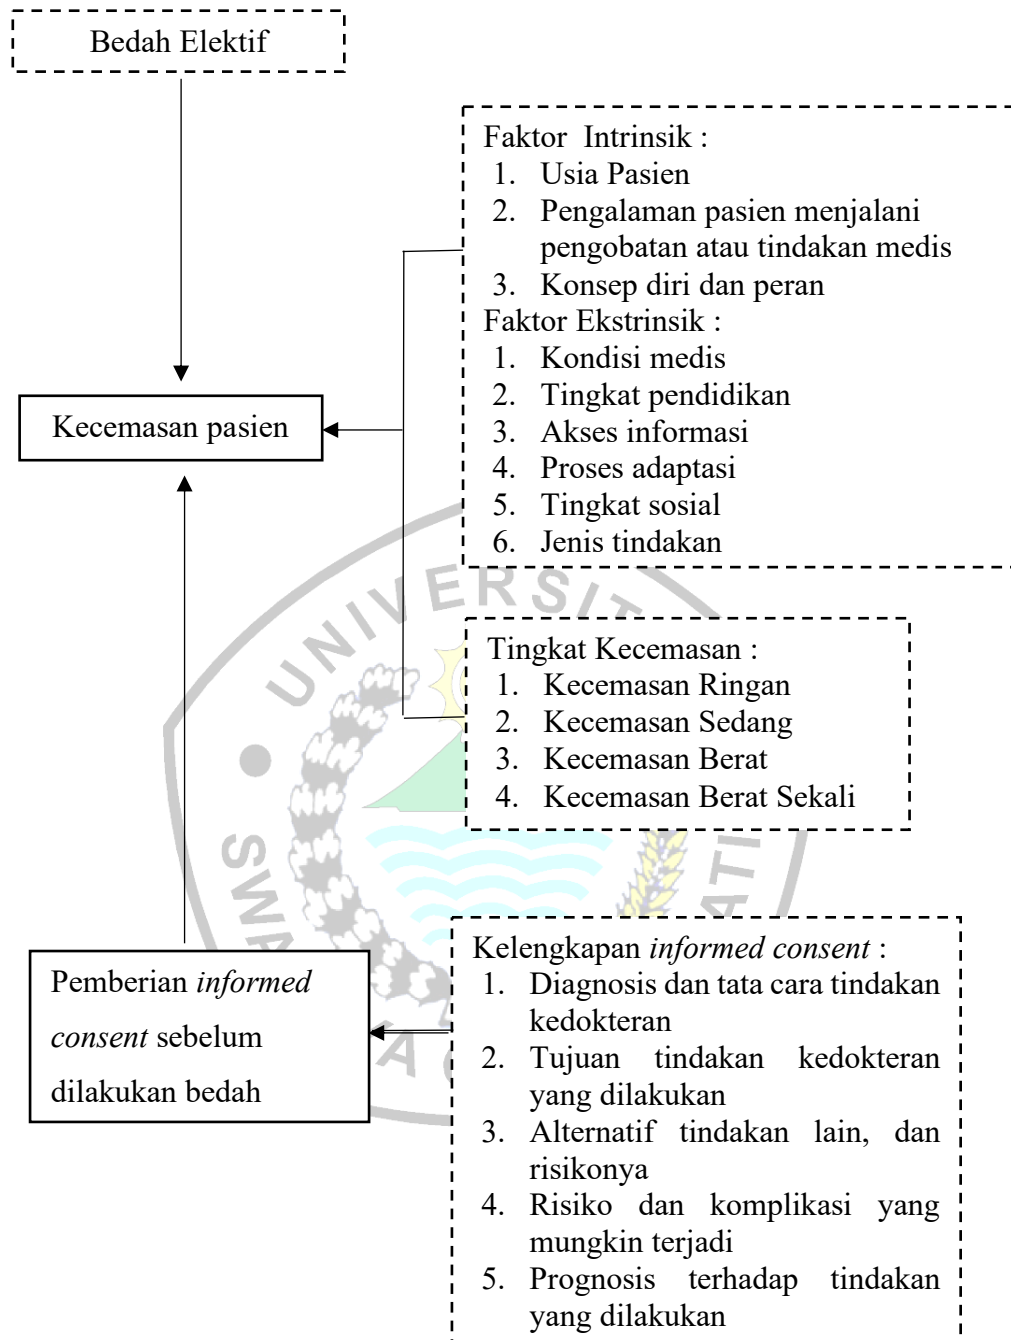 Bedah Elektif
Faktor Intrinsik :
1. Usia Pasien
2. Pengalaman pasien menjalani
pengobatan atau tindakan medis
3. Konsep diri dan peran
Faktor Ekstrinsik :
1. Kondisi medis
2. Tingkat pendidikan
3. Akses informasi
4. Proses adaptasi
5. Tingkat sosial
6. Jenis tindakan
Kecemasan pasien
Tingkat Kecemasan :
1. Kecemasan Ringan
2. Kecemasan Sedang
3. Kecemasan Berat
4. Kecemasan Berat Sekali
Pemberian informed
consent sebelum
dilakukan bedah
Kelengkapan informed consent :
1. Diagnosis dan tata cara tindakan
kedokteran
2. Tujuan tindakan kedokteran
yang dilakukan
3. Alternatif tindakan lain, dan
risikonya
4. Risiko dan komplikasi yang
mungkin terjadi
5. Prognosis terhadap tindakan
yang dilakukan